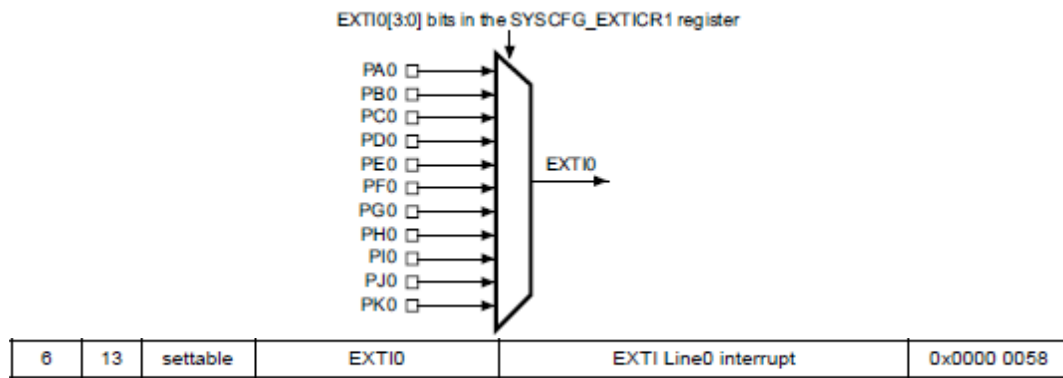 EXTI0[3:0] bits in the SYSCFG_EXTICR1 register
PA0
PB0
PC0
PD0
PE0
EXTI0
PF0
PG0
PH0
PI0
PJ0
PK0
6 13 settable EXTI0 EXTI Line0 interrupt 0x0000 0058